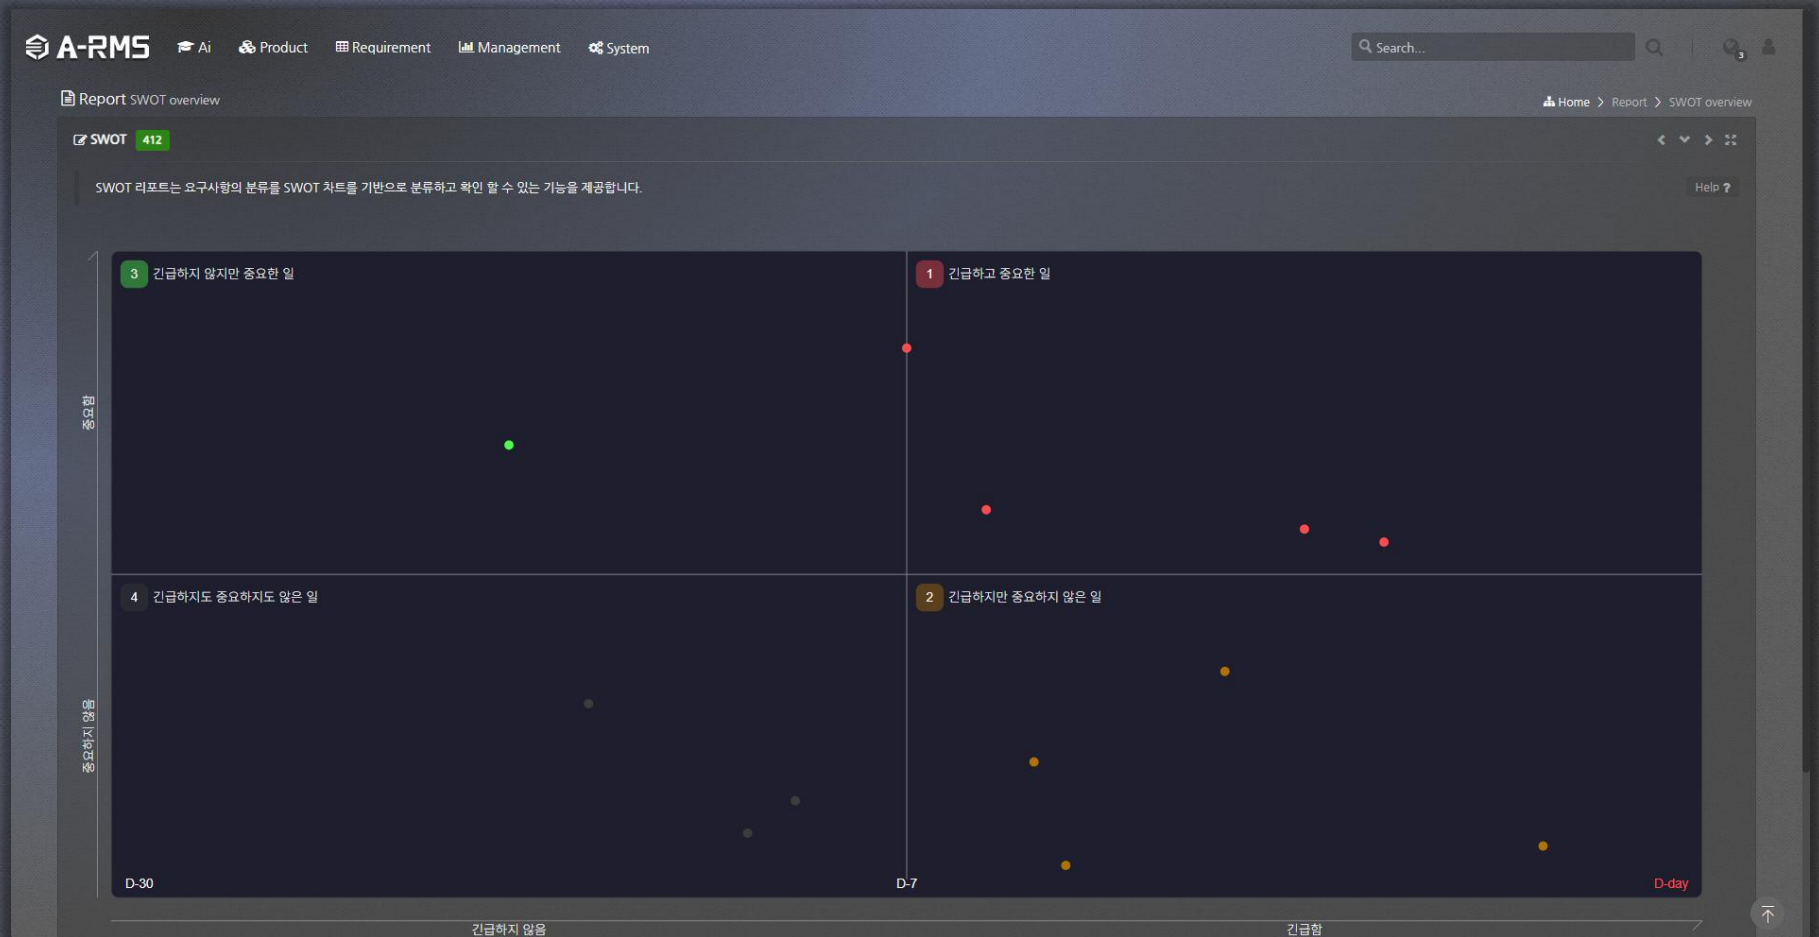 A-RMS
Ai
Product
Requirement
Management
System
Search...
3
Report SWOT overview
Home > Report > SWOT overview
SWOT 412
SWOT 리포트는 요구사항의 분류를 SWOT 차트를 기반으로 분류하고 확인 할 수 있는 기능을 제공합니다.
Help ?
3 긴급하지 않지만 중요한 일
1 긴급하고 중요한 일
중요함
4 긴급하지도 중요하지도 않은 일
2 긴급하지만 중요하지 않은 일
중요하지 않음
D-30
D-7
D-day
긴급하지 않음
긴급함